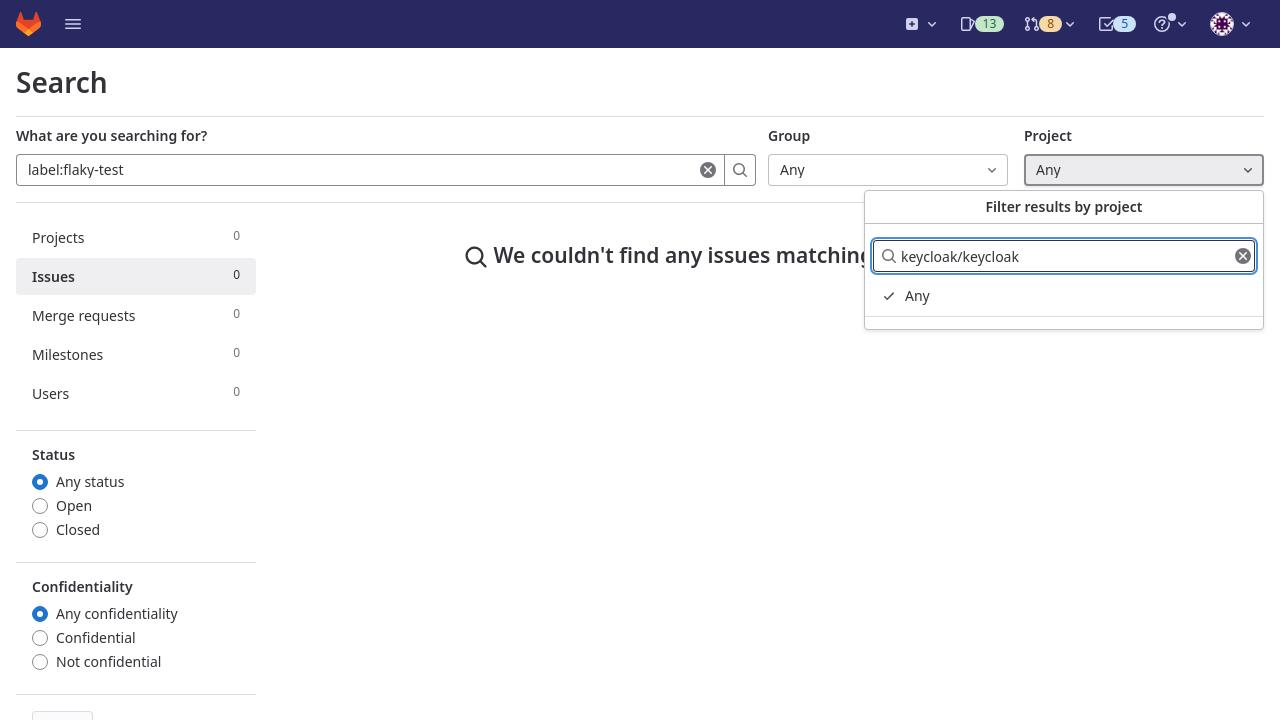 13
8
5
Search
What are you searching for?
Group
Project
label:flaky-test
Any
Any
Filter results by project
keycloak/keycloak
Any
Projects 0
Issues 0
Merge requests 0
Milestones 0
Users 0
We couldn't find any issues matching
Status
Any status
Open
Closed
Confidentiality
Any confidentiality
Confidential
Not confidential